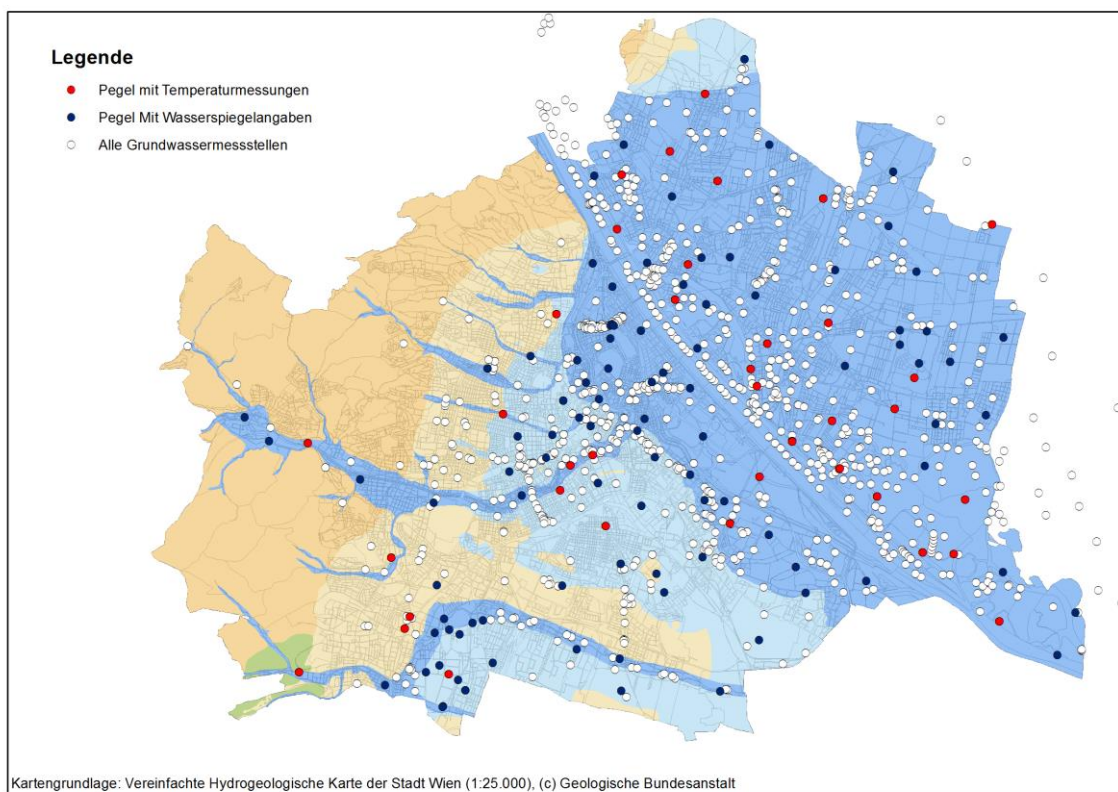 Legende
Pegel mit Temperaturmessungen
Pegel Mit Wasserspiegelangaben
Alle Grundwassermessstellen
Kartengrundlage: Vereinfachte Hydrogeologische Karte der Stadt Wien (1:25.000), (c) Geologische Bundesanstalt